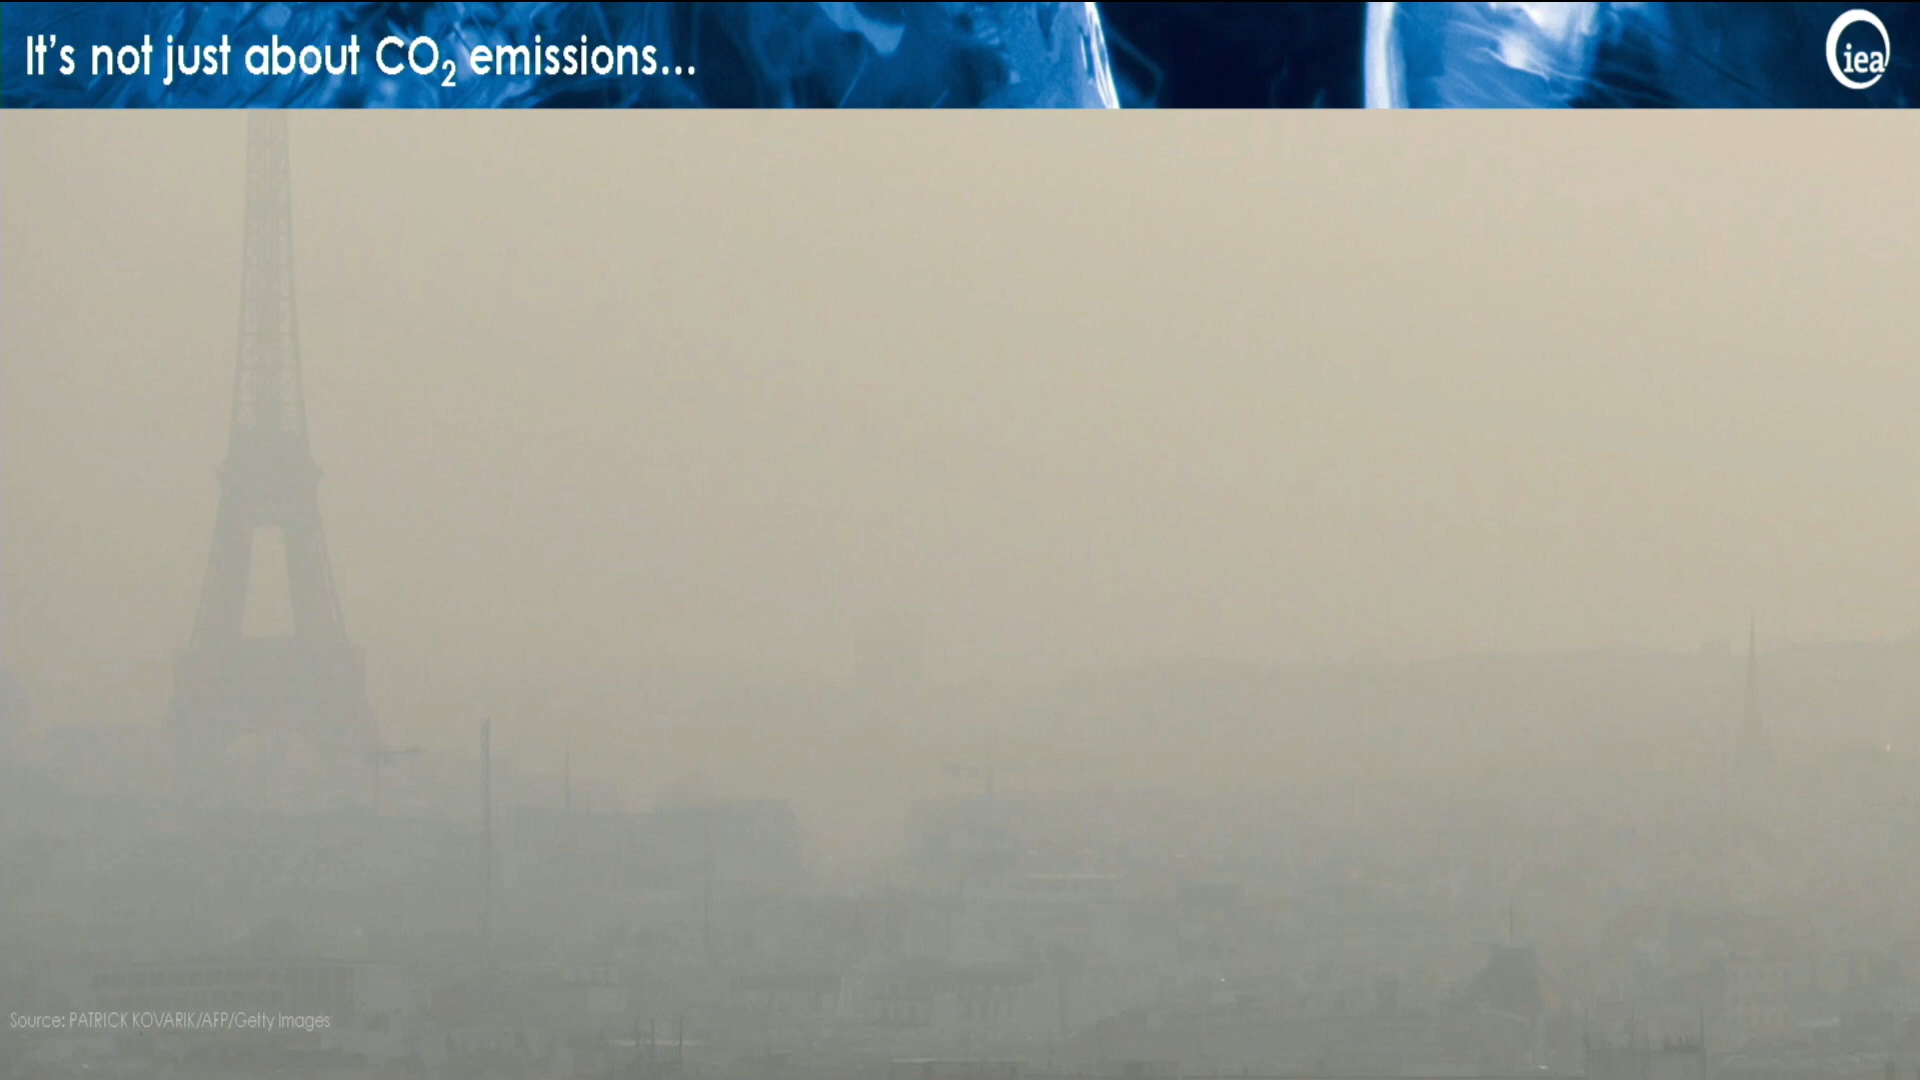 It's not just about CO₂ emissions...
iea
Source: PATRICK KOVARIK/AFP/Getty Images